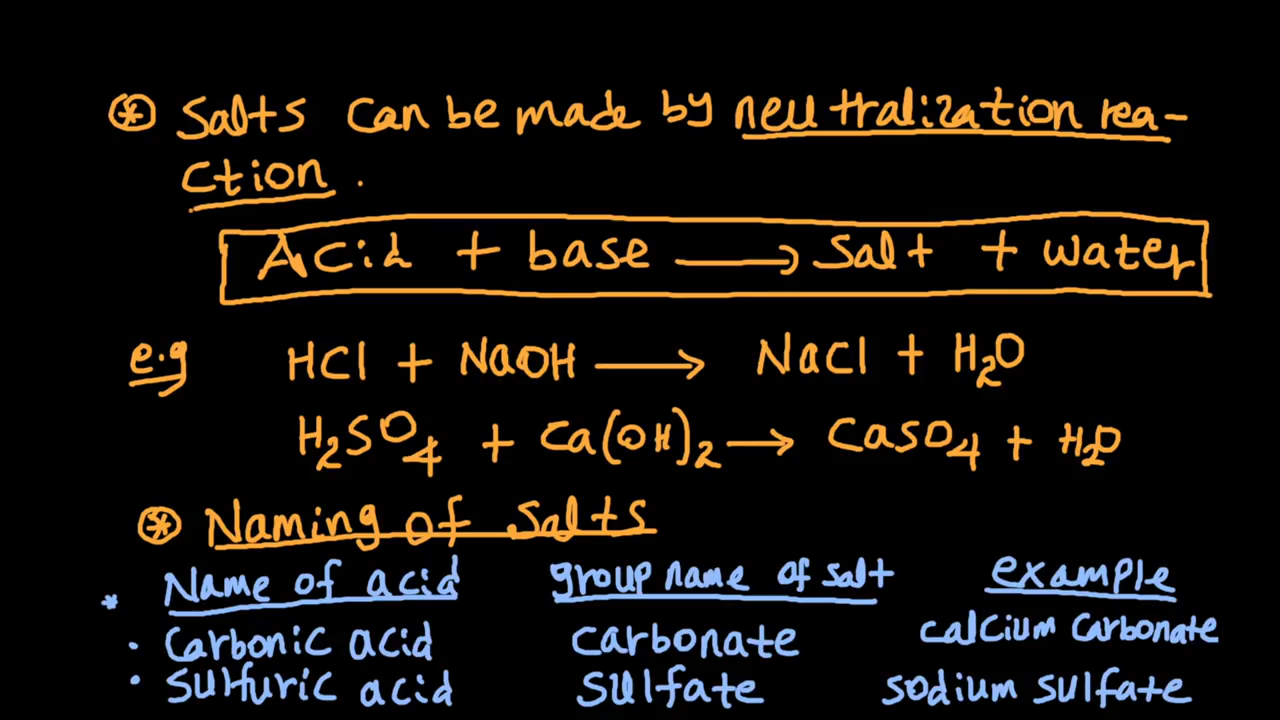 ⊛ Salts can be made by neutralization rea-
ction.
Acid + base ⟶ Salt + water
e.g HCl + NaOH ⟶ NaCl + H₂O
H₂SO₄ + Ca(OH)₂ ⟶ CaSO₄ + H₂O
⊛ Naming of salts
* Name of acid group name of salt example
• Carbonic acid carbonate calcium carbonate
• Sulfuric acid sulfate sodium sulfate